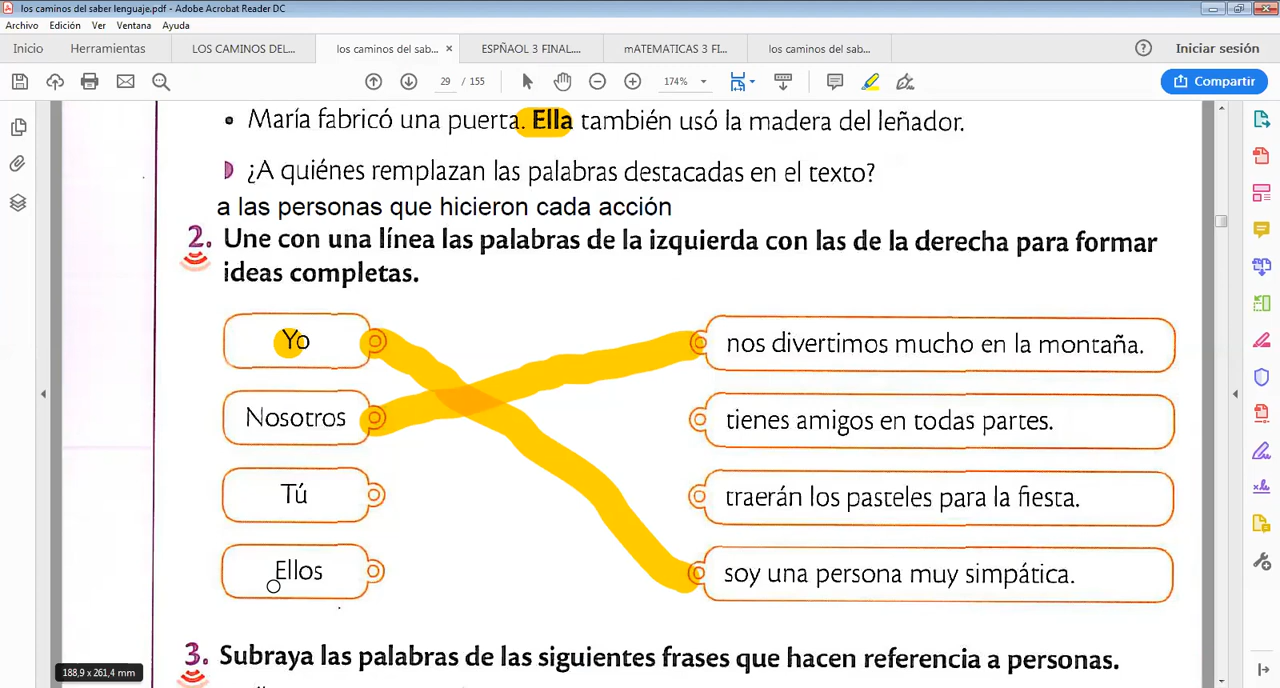 los caminos del saber lenguaje.pdf - Adobe Acrobat Reader DC
Archivo Edición Ver Ventana Ayuda
Inicio Herramientas LOS CAMINOS DEL... los caminos del sab... × ESPÑAOL 3 FINAL.... mATEMATICAS 3 FI... los caminos del sab... Iniciar sesión
29 / 155 174% Compartir
• María fabricó una puerta. Ella también usó la madera del leñador.
¿A quiénes remplazan las palabras destacadas en el texto?
a las personas que hicieron cada acción
2. Une con una línea las palabras de la izquierda con las de la derecha para formar
ideas completas.
Yo nos divertimos mucho en la montaña.
Nosotros tienes amigos en todas partes.
Tú traerán los pasteles para la fiesta.
Ellos soy una persona muy simpática.
3. Subraya las palabras de las siguientes frases que hacen referencia a personas.
188,9 x 261,4 mm